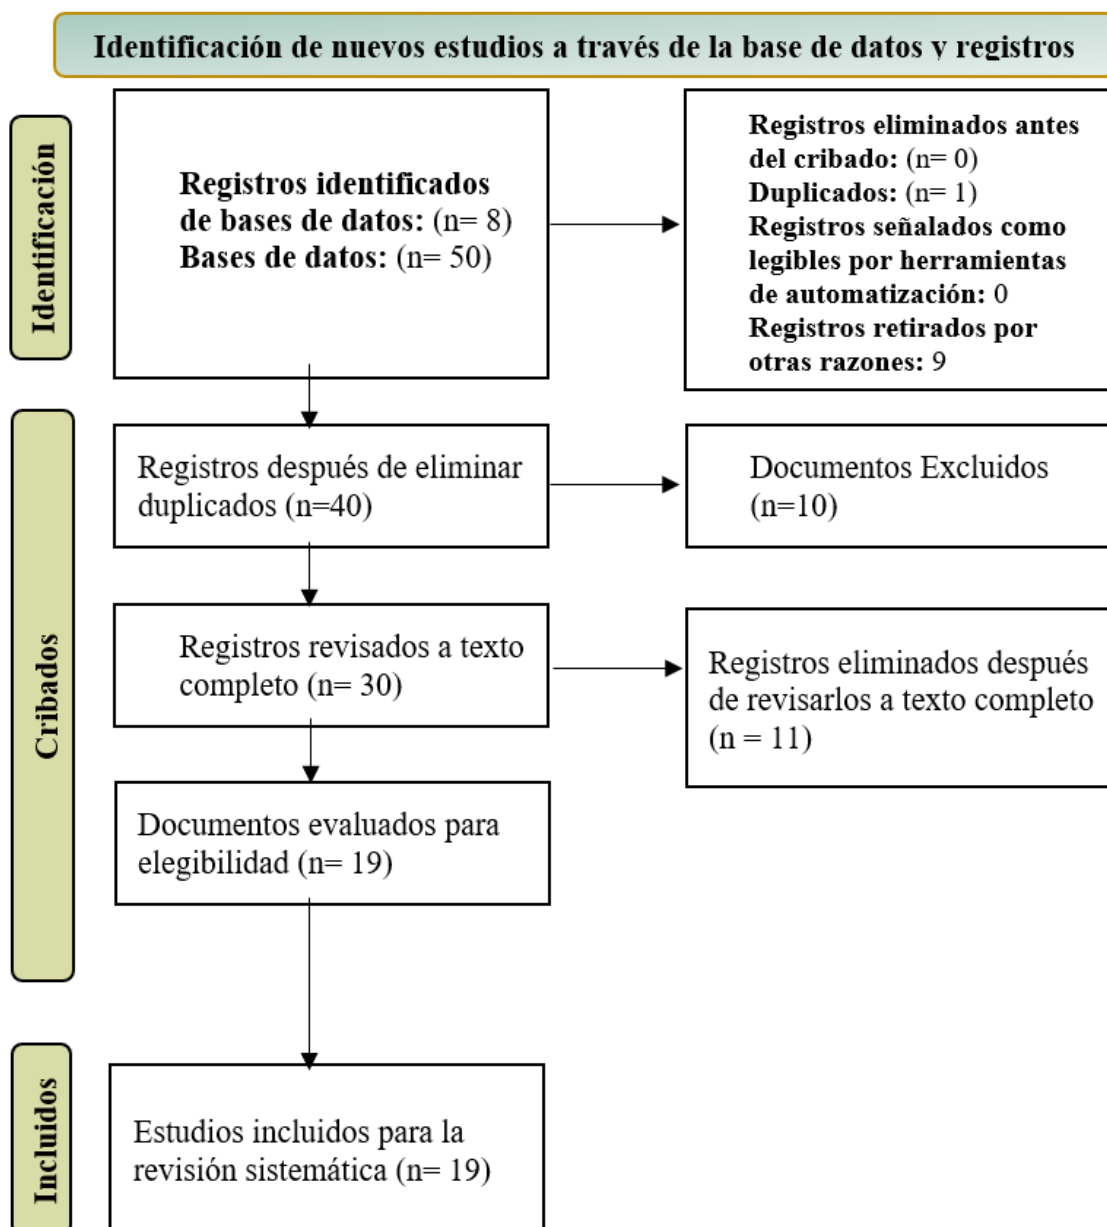 Identificación de nuevos estudios a través de la base de datos y registros
Identificación
Registros identificados
de bases de datos: (n= 8)
Bases de datos: (n= 50)
Registros eliminados antes
del cribado: (n= 0)
Duplicados: (n= 1)
Registros señalados como
legibles por herramientas
de automatización: 0
Registros retirados por
otras razones: 9
Cribados
Registros después de eliminar
duplicados (n=40)
Documentos Excluidos
(n=10)
Registros revisados a texto
completo (n= 30)
Registros eliminados después
de revisarlos a texto completo
(n = 11)
Documentos evaluados para
elegibilidad (n= 19)
Incluidos
Estudios incluidos para la
revisión sistemática (n= 19)